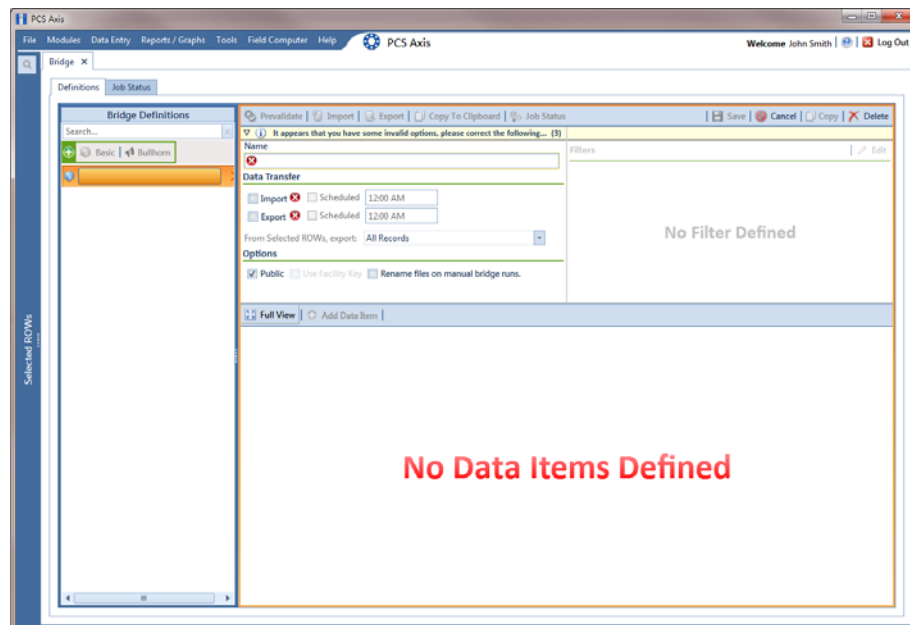 PCS Axis
File Modules Data Entry Reports / Graphs Tools Field Computer Help PCS Axis Welcome John Smith | Log Out
Bridge
Definitions Job Status
Bridge Definitions
Search...
Basic | Bullhorn
Prevalidate | Import | Export | Copy To Clipboard | Job Status | Save | Cancel | Copy | Delete
It appears that you have some invalid options, please correct the following... (3)
Name
Filters | Edit
Data Transfer
Import Scheduled 12:00 AM
Export Scheduled 12:00 AM
No Filter Defined
From Selected ROWs, export: All Records
Options
Public Use Facility Key Rename files on manual bridge runs.
Full View | Add Data Item |
Selected ROWs
No Data Items Defined